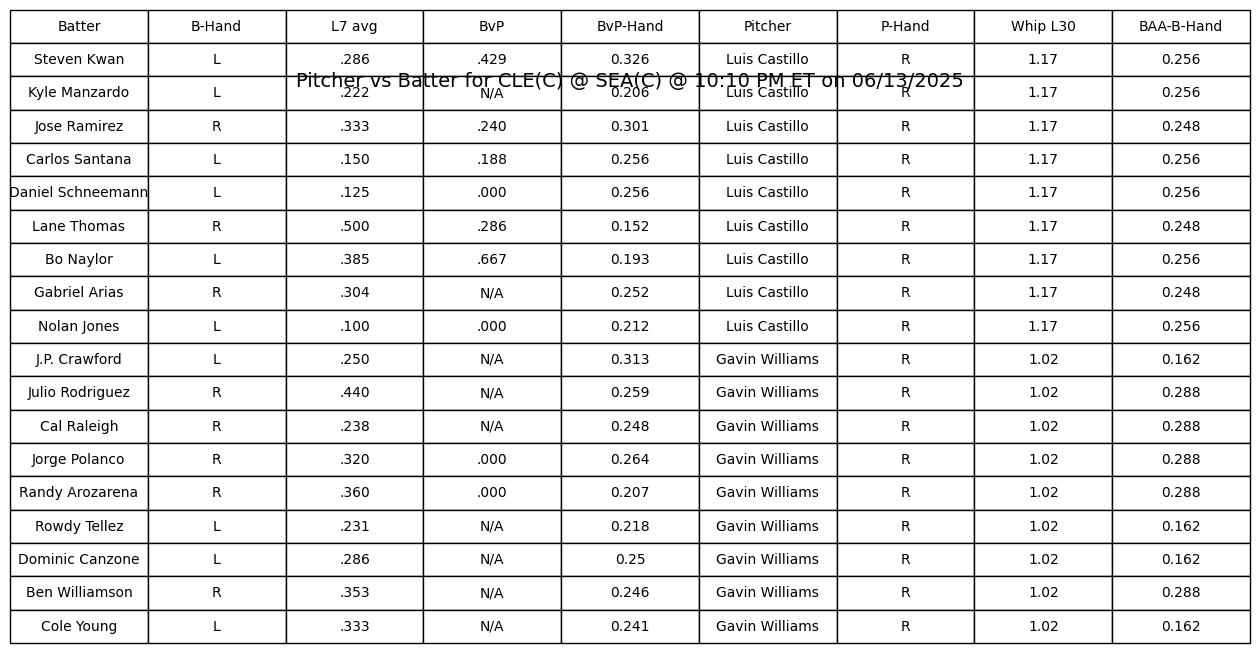 Batter B-Hand L7 avg BvP BvP-Hand Pitcher P-Hand Whip L30 BAA-B-Hand
Steven Kwan L .286 .429 0.326 Luis Castillo R 1.17 0.256
Pitcher vs Batter for CLE(C) @ SEA(C) @ 10:10 PM ET on 06/13/2025
Kyle Manzardo L .222 N/A 0.206 Luis Castillo R 1.17 0.256
Jose Ramirez R .333 .240 0.301 Luis Castillo R 1.17 0.248
Carlos Santana L .150 .188 0.256 Luis Castillo R 1.17 0.256
Daniel Schneemann L .125 .000 0.256 Luis Castillo R 1.17 0.256
Lane Thomas R .500 .286 0.152 Luis Castillo R 1.17 0.248
Bo Naylor L .385 .667 0.193 Luis Castillo R 1.17 0.256
Gabriel Arias R .304 N/A 0.252 Luis Castillo R 1.17 0.248
Nolan Jones L .100 .000 0.212 Luis Castillo R 1.17 0.256
J.P. Crawford L .250 N/A 0.313 Gavin Williams R 1.02 0.162
Julio Rodriguez R .440 N/A 0.259 Gavin Williams R 1.02 0.288
Cal Raleigh R .238 N/A 0.248 Gavin Williams R 1.02 0.288
Jorge Polanco R .320 .000 0.264 Gavin Williams R 1.02 0.288
Randy Arozarena R .360 .000 0.207 Gavin Williams R 1.02 0.288
Rowdy Tellez L .231 N/A 0.218 Gavin Williams R 1.02 0.162
Dominic Canzone L .286 N/A 0.25 Gavin Williams R 1.02 0.162
Ben Williamson R .353 N/A 0.246 Gavin Williams R 1.02 0.288
Cole Young L .333 N/A 0.241 Gavin Williams R 1.02 0.162